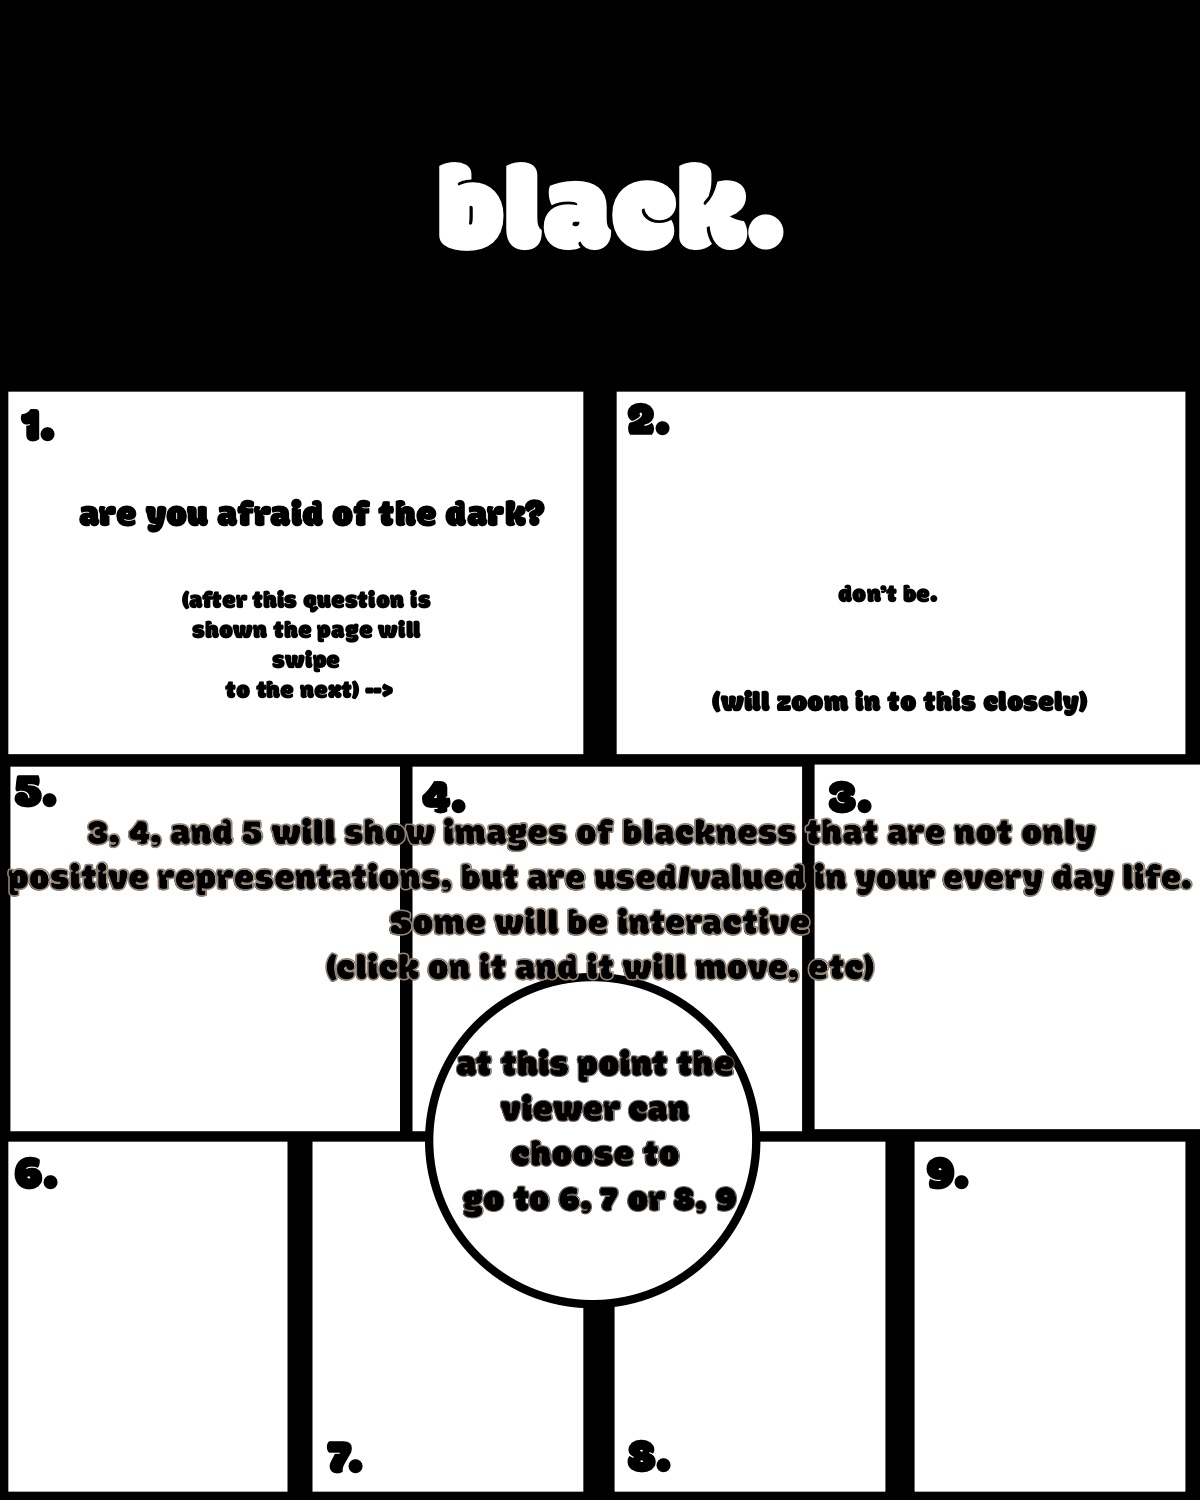 black.
1.
are you afraid of the dark?
(after this question is
shown the page will
swipe
to the next) -->
2.
don't be.
(will zoom in to this closely)
5.
4.
3.
3, 4, and 5 will show images of blackness that are not only
positive representations, but are used/valued in your every day life.
Some will be interactive
(click on it and it will move, etc)
at this point the
viewer can
choose to
go to 6, 7 or 8, 9
6.
7.
8.
9.